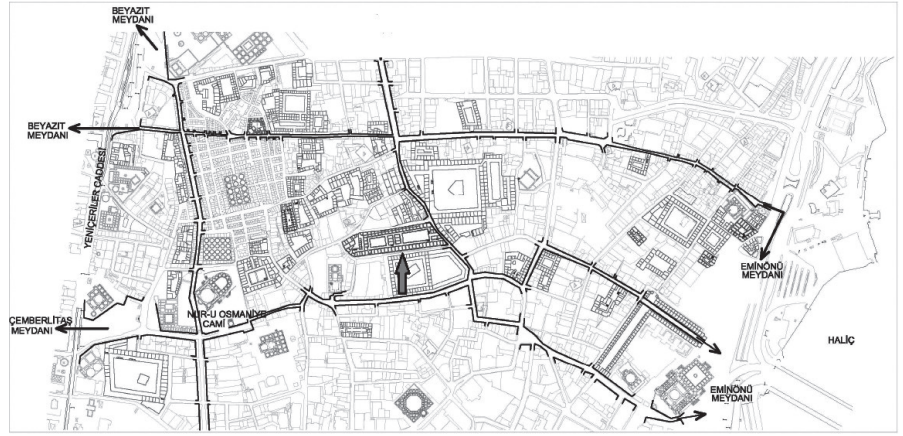 BEYAZIT
MEYDANI
BEYAZIT
MEYDANI
YENİÇERİLER CADDESİ
ÇEMBERLİTAŞ
MEYDANI
NUR-U OSMANİYE
CAMİ
EMİNÖNÜ
MEYDANI
HALİÇ
EMİNÖNÜ
MEYDANI